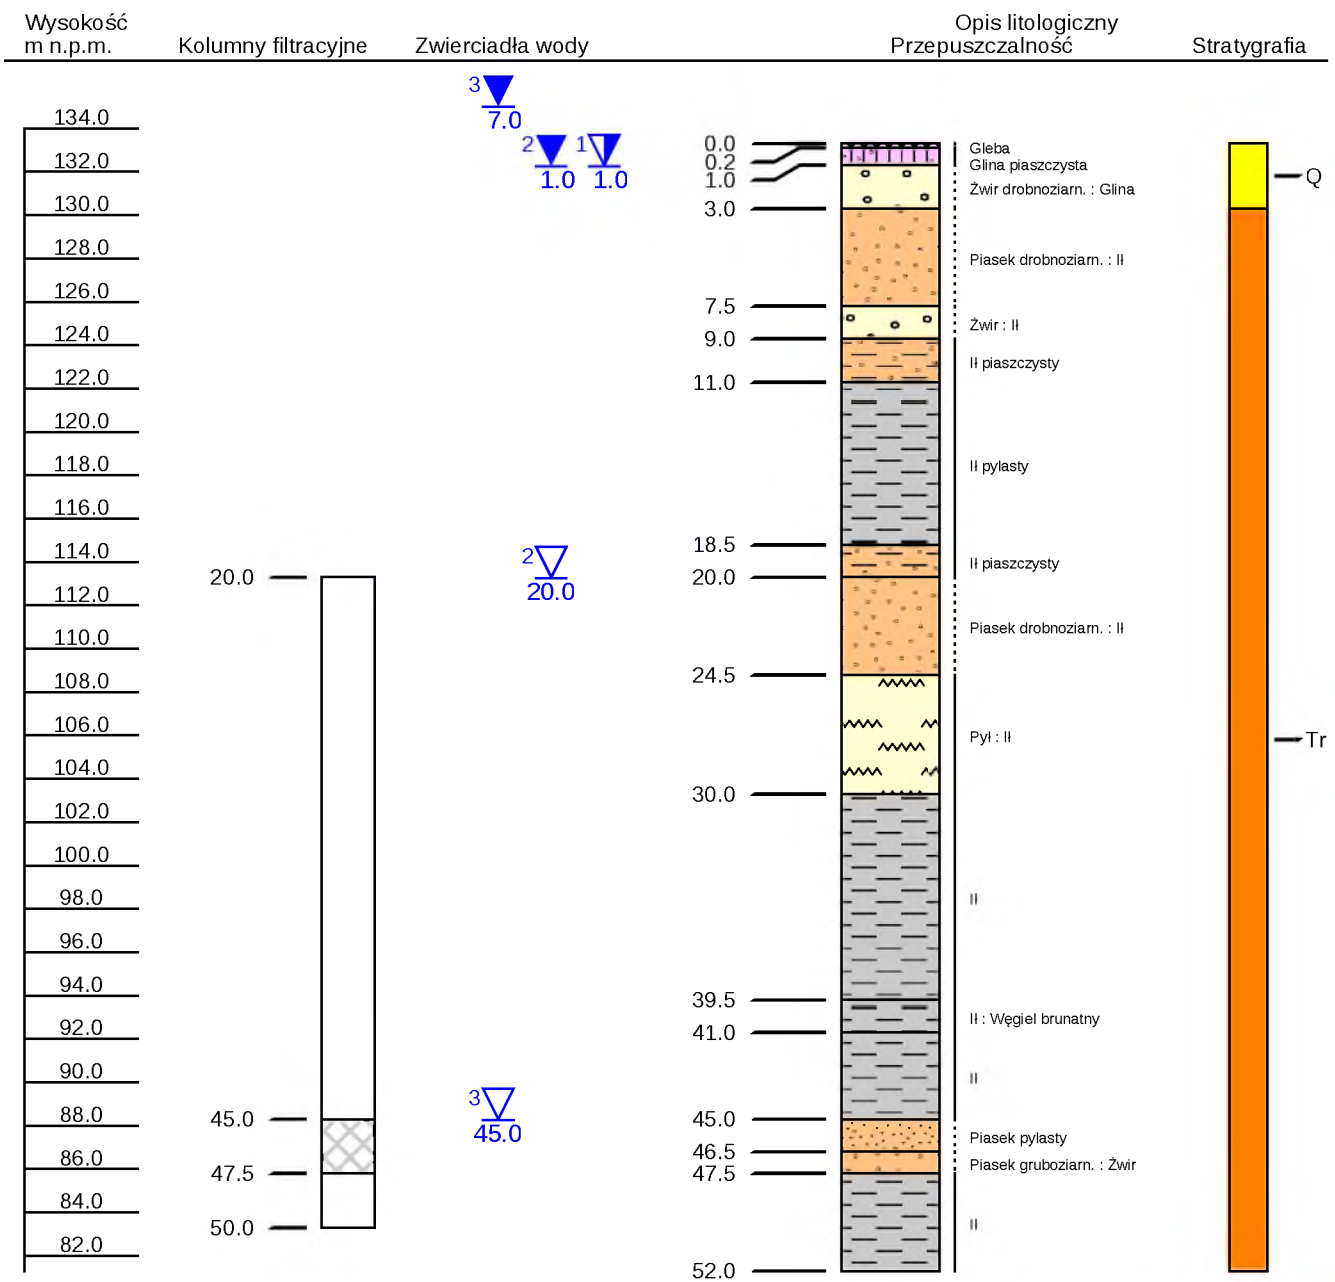 Wysokość
m n.p.m.
Kolumny filtracyjne
Zwierciadła wody
Opis litologiczny
Przepuszczalność
Stratygrafia
134.0
132.0
130.0
128.0
126.0
124.0
122.0
120.0
118.0
116.0
114.0
112.0
110.0
108.0
106.0
104.0
102.0
100.0
98.0
96.0
94.0
92.0
90.0
88.0
86.0
84.0
82.0
20.0
45.0
47.5
50.0
3
7.0
2
1.0
1
1.0
2
20.0
3
45.0
0.0
0.2
1.0
3.0
7.5
9.0
11.0
18.5
20.0
24.5
30.0
39.5
41.0
45.0
46.5
47.5
52.0
Gleba
Glina piaszczysta
Żwir drobnoziarn. : Glina
Piasek drobnoziarn. : Ił
Żwir : Ił
Ił piaszczysty
Ił pylasty
Ił piaszczysty
Piasek drobnoziarn. : Ił
Pył : Ił
Ił
Ił : Węgiel brunatny
Ił
Piasek pylasty
Piasek gruboziarn. : Żwir
Ił
Q
Tr